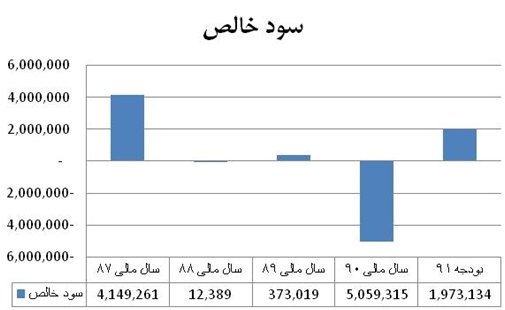 سود خالص
6,000,000
4,000,000
2,000,000
-
2,000,000-
4,000,000-
6,000,000-
سال مالی ۸۷ سال مالی ۸۸ سال مالی ۸۹ سال مالی ۹۰ بودجه ۹۱
سود خالص 4,149,261 12,389 373,019 5,059,315 1,973,134